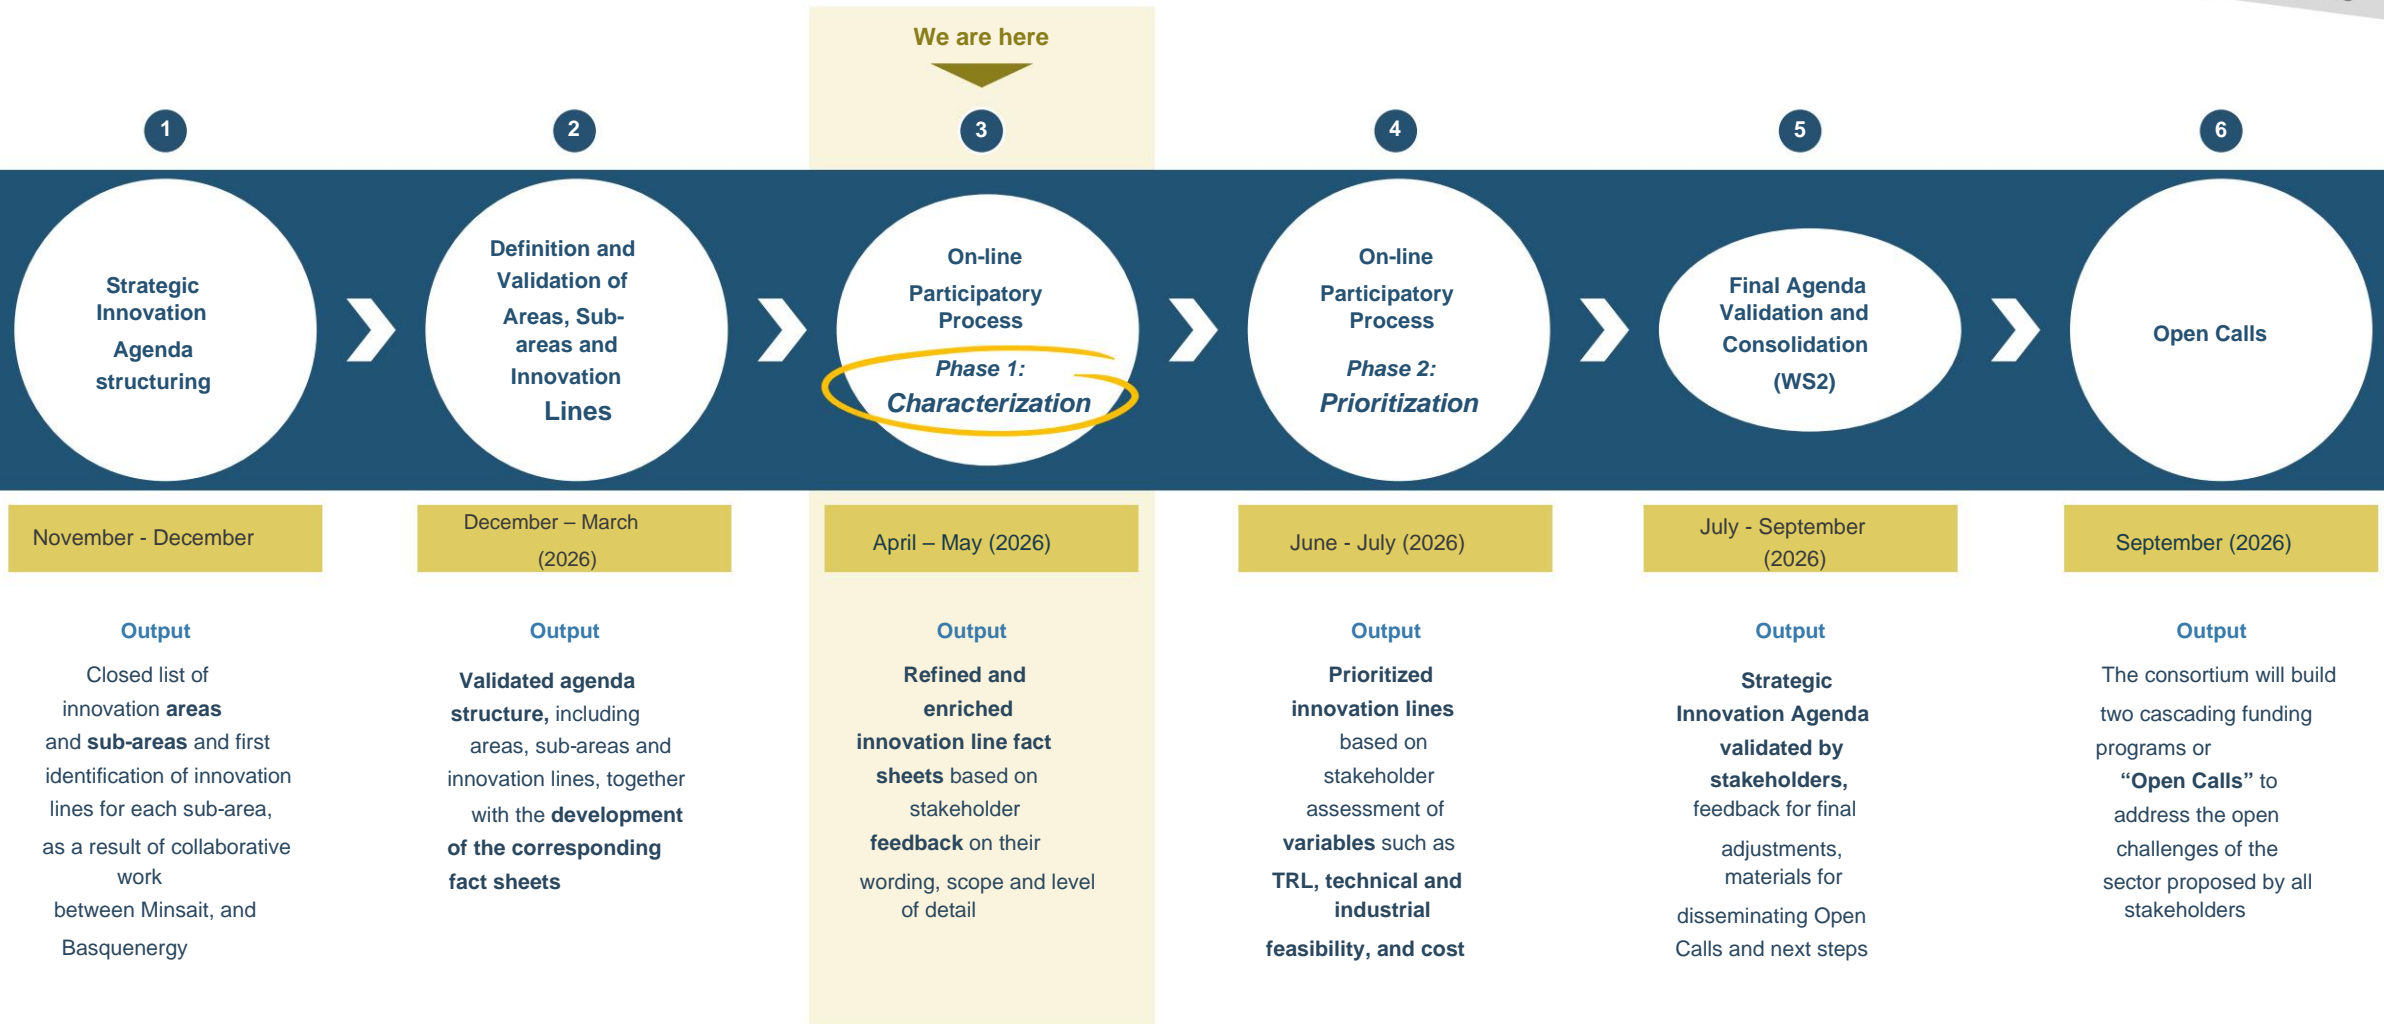 We are here
1
2
3
4
5
6
Strategic
Innovation
Agenda
structuring
Definition and
Validation of
Areas, Sub-
areas and
Innovation
Lines
On-line
Participatory
Process
Phase 1:
Characterization
On-line
Participatory
Process
Phase 2:
Prioritization
Final Agenda
Validation and
Consolidation
(WS2)
Open Calls
November - December
December – March
(2026)
April – May (2026)
June - July (2026)
July - September
(2026)
September (2026)
Output
Closed list of
innovation areas
and sub-areas and first
identification of innovation
lines for each sub-area,
as a result of collaborative
work
between Minsait, and
Basquenergy
Output
Validated agenda
structure, including
areas, sub-areas and
innovation lines, together
with the development
of the corresponding
fact sheets
Output
Refined and
enriched
innovation line fact
sheets based on
stakeholder
feedback on their
wording, scope and level
of detail
Output
Prioritized
innovation lines
based on
stakeholder
assessment of
variables such as
TRL, technical and
industrial
feasibility, and cost
Output
Strategic
Innovation Agenda
validated by
stakeholders,
feedback for final
adjustments,
materials for
disseminating Open
Calls and next steps
Output
The consortium will build
two cascading funding
programs or
“Open Calls” to
address the open
challenges of the
sector proposed by all
stakeholders